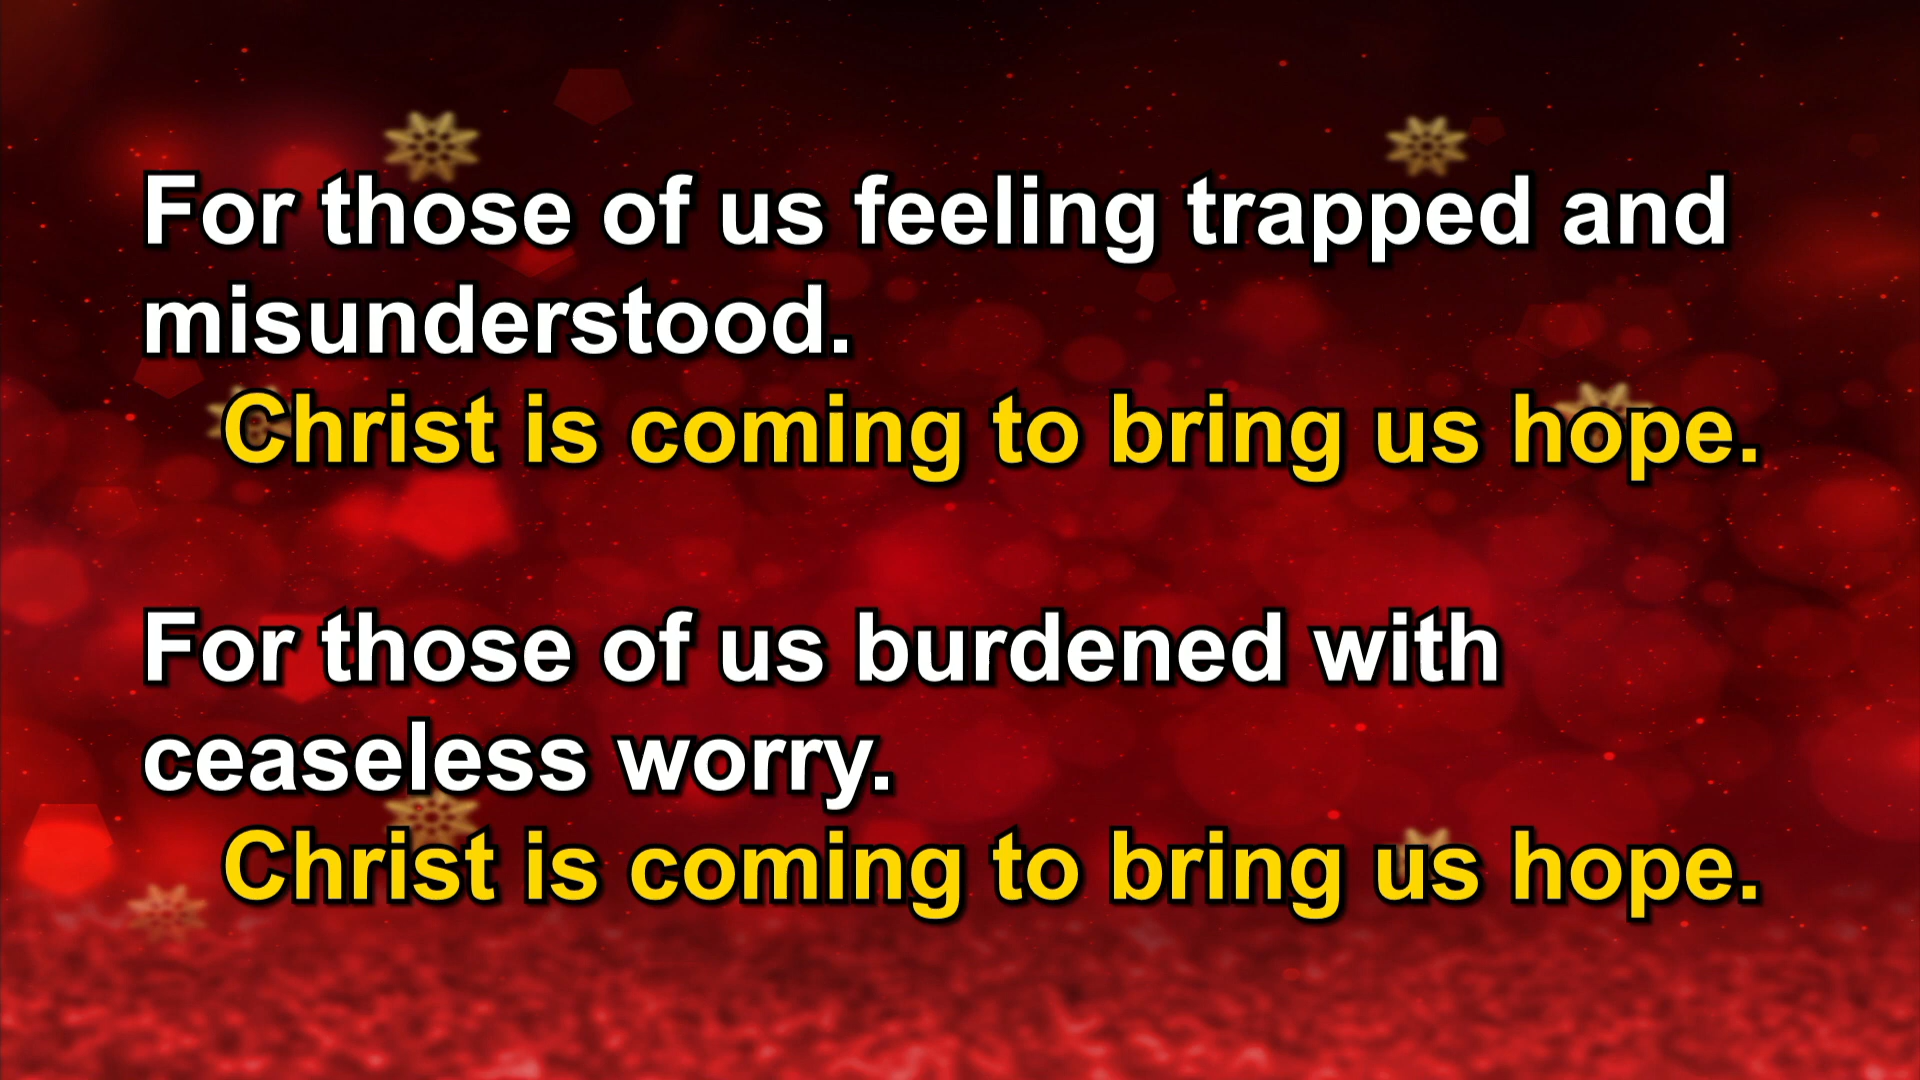 For those of us feeling trapped and
misunderstood.
Christ is coming to bring us hope.
For those of us burdened with
ceaseless worry.
Christ is coming to bring us hope.